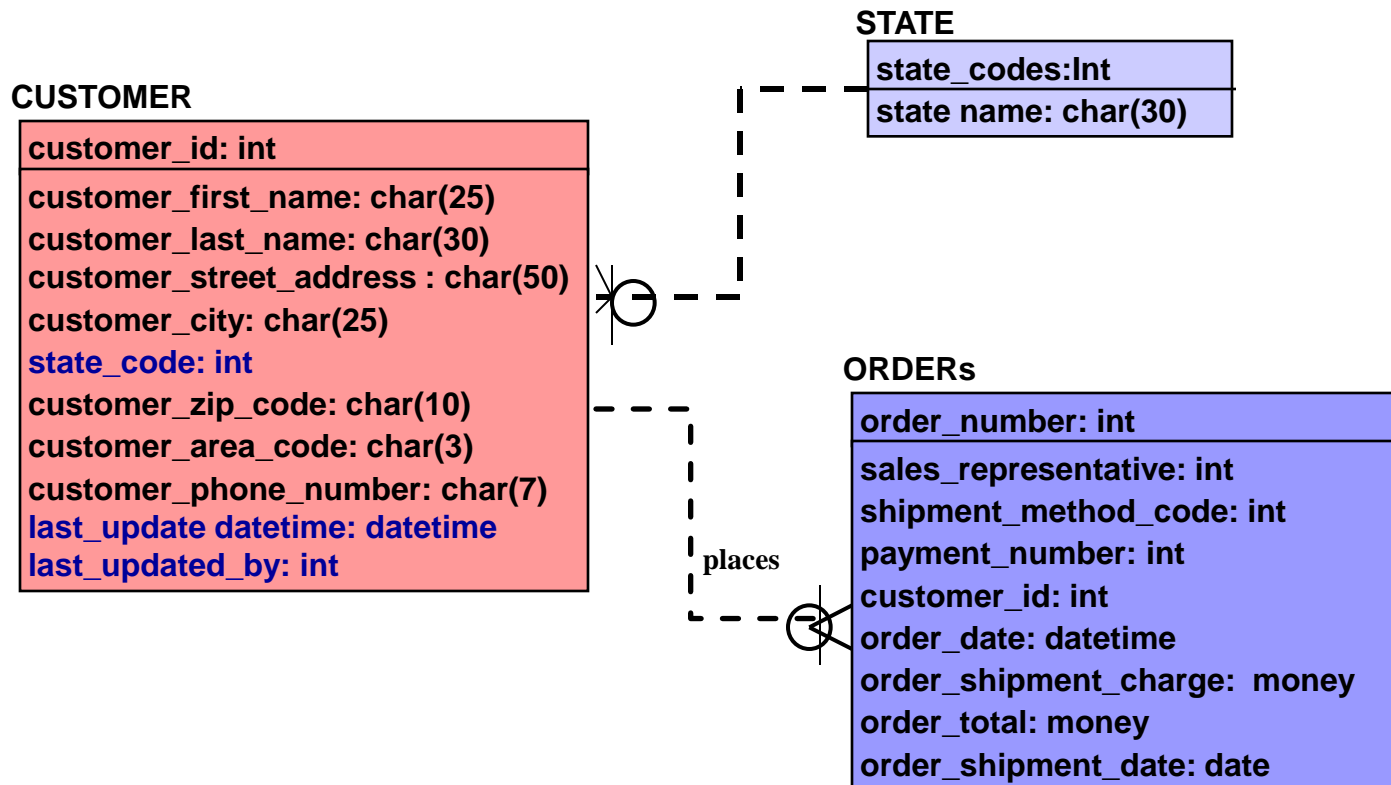 STATE
state_codes:Int
state name: char(30)
CUSTOMER
customer_id: int
customer_first_name: char(25)
customer_last_name: char(30)
customer_street_address : char(50)
customer_city: char(25)
state_code: int
customer_zip_code: char(10)
customer_area_code: char(3)
customer_phone_number: char(7)
last_update datetime: datetime
last_updated_by: int
places
ORDERs
order_number: int
sales_representative: int
shipment_method_code: int
payment_number: int
customer_id: int
order_date: datetime
order_shipment_charge:  money
order_total: money
order_shipment_date: date